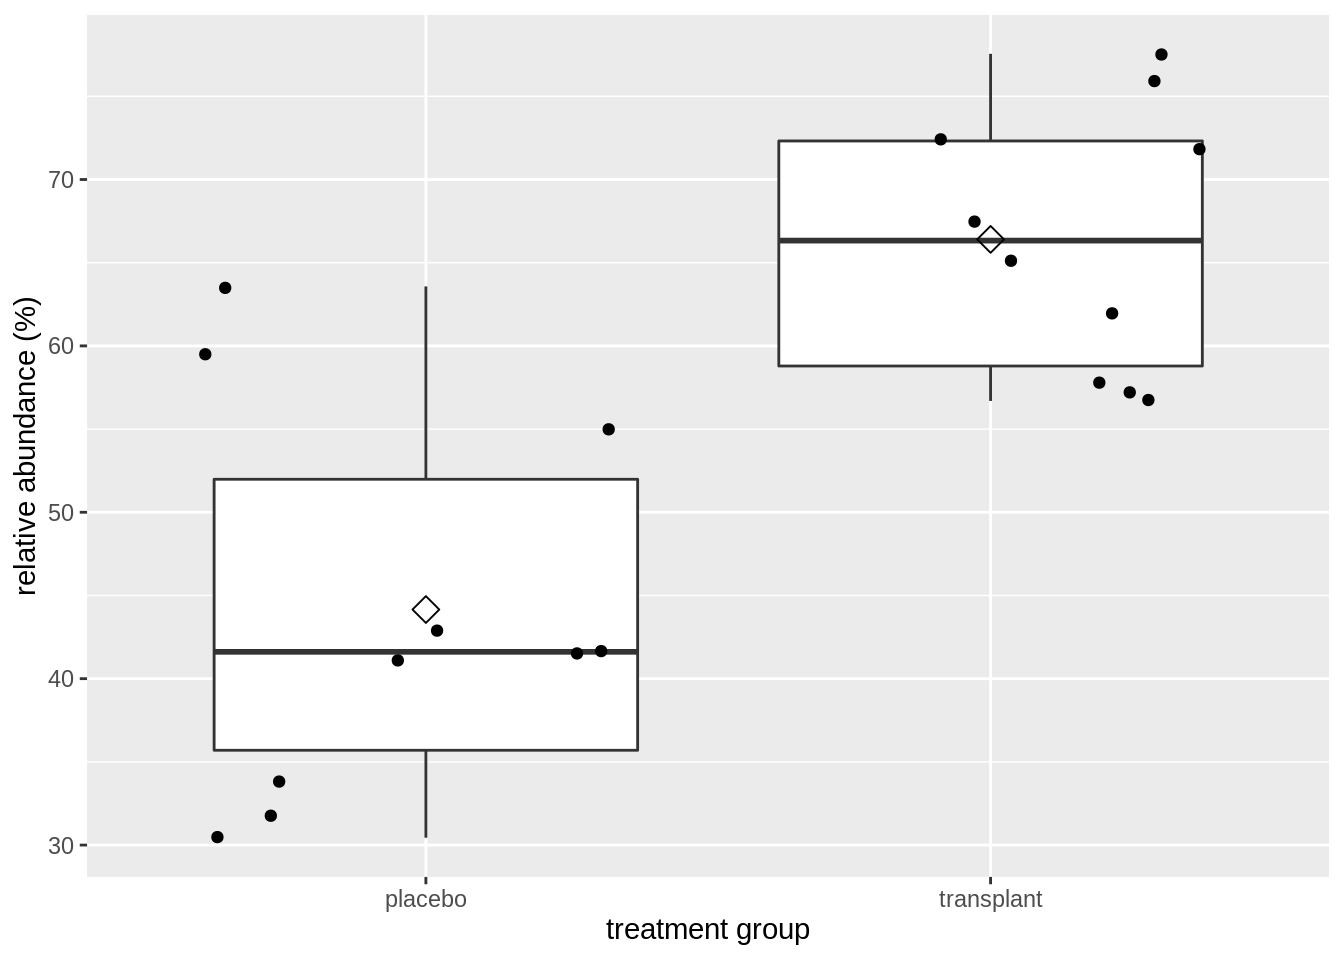 relative abundance (%)
70
60
50
40
30
placebo
transplant
treatment group